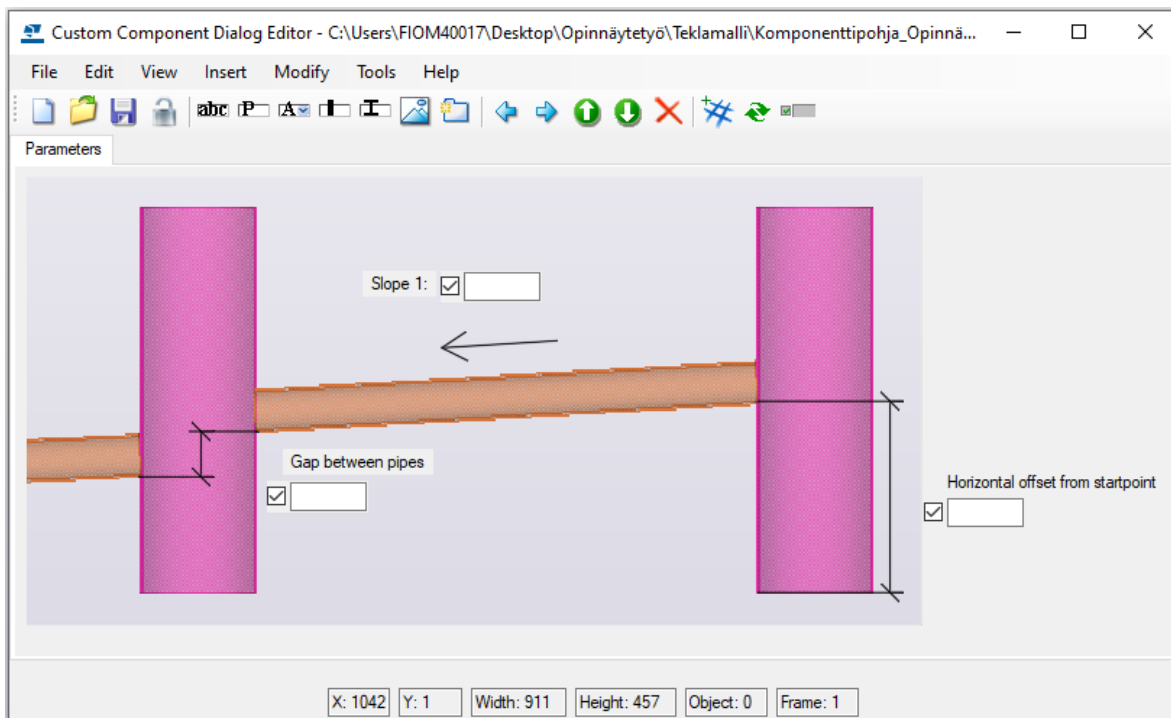 Custom Component Dialog Editor - C:\Users\FIOM40017\Desktop\Opinnäytetyö\Teklamalli\Komponenttipohja_Opinnä...
File Edit View Insert Modify Tools Help
abc P A I
Parameters
Slope 1:
Gap between pipes
Horizontal offset from startpoint
X: 1042 Y: 1 Width: 911 Height: 457 Object: 0 Frame: 1